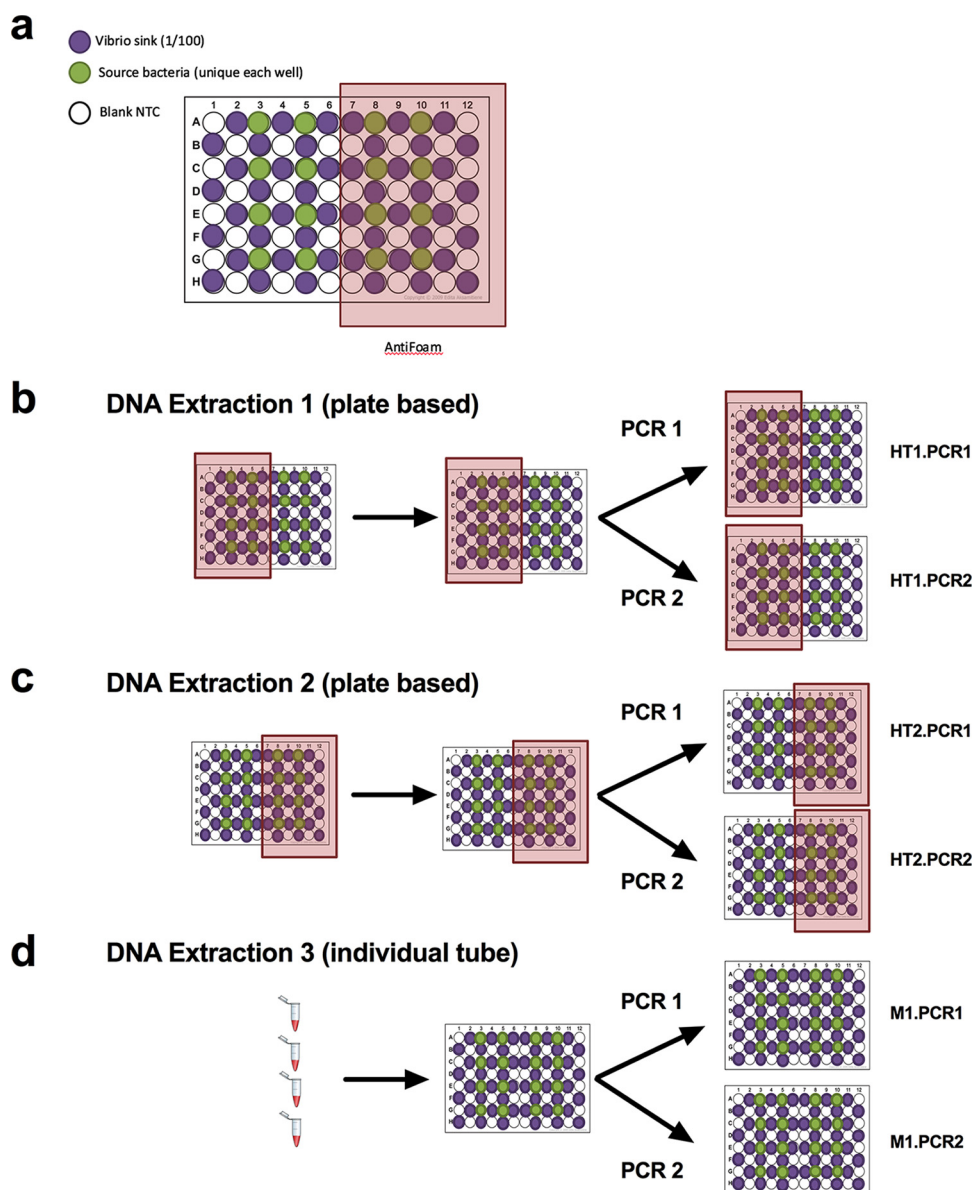 a
Vibrio sink (1/100)
Source bacteria (unique each well)
Blank NTC
1 2 3 4 5 6 7 8 9 10 11 12
A
B
C
D
E
F
G
H
AntiFoam
b
DNA Extraction 1 (plate based)
PCR 1
HT1.PCR1
PCR 2
HT1.PCR2
c
DNA Extraction 2 (plate based)
PCR 1
HT2.PCR1
PCR 2
HT2.PCR2
d
DNA Extraction 3 (individual tube)
PCR 1
M1.PCR1
PCR 2
M1.PCR2